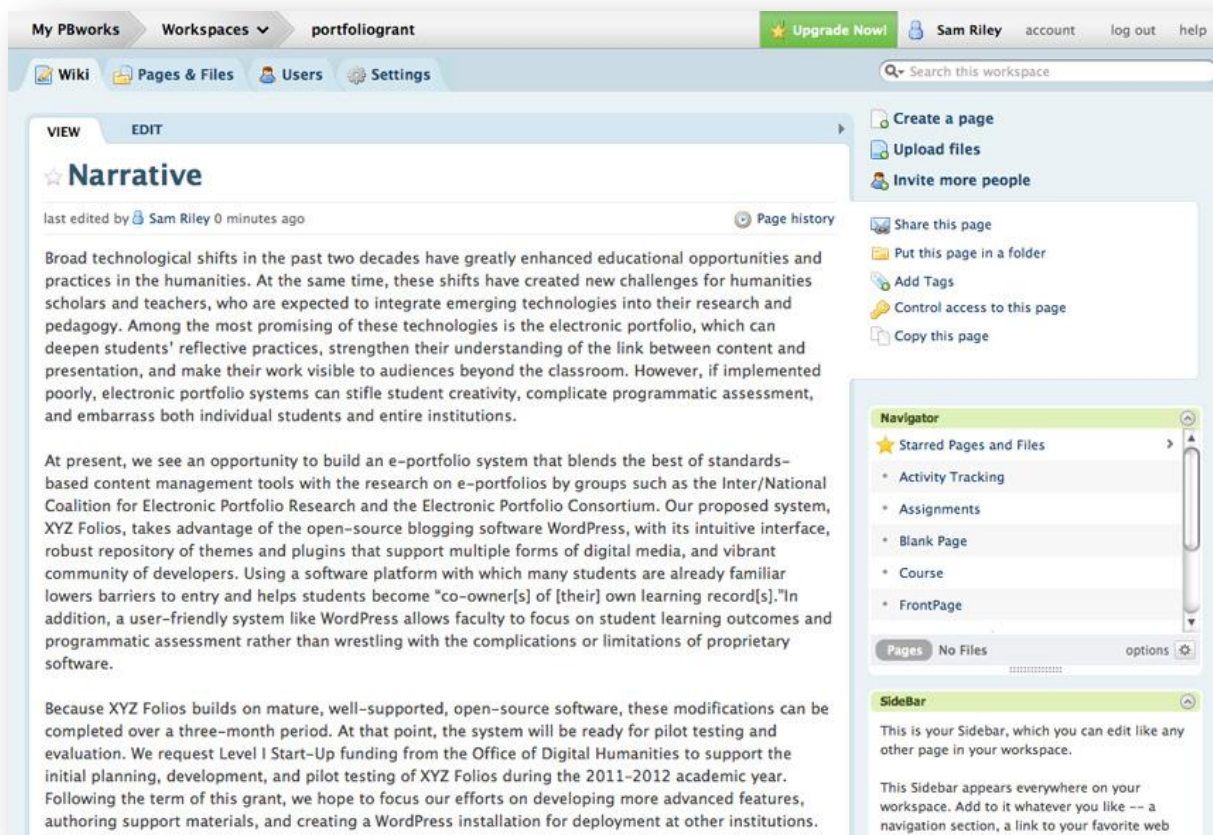 My PBworks Workspaces portfoliogrant Upgrade Now! Sam Riley account log out help
Wiki Pages & Files Users Settings Search this workspace
VIEW EDIT
Narrative
last edited by Sam Riley 0 minutes ago Page history
Broad technological shifts in the past two decades have greatly enhanced educational opportunities and
practices in the humanities. At the same time, these shifts have created new challenges for humanities
scholars and teachers, who are expected to integrate emerging technologies into their research and
pedagogy. Among the most promising of these technologies is the electronic portfolio, which can
deepen students’ reflective practices, strengthen their understanding of the link between content and
presentation, and make their work visible to audiences beyond the classroom. However, if implemented
poorly, electronic portfolio systems can stifle student creativity, complicate programmatic assessment,
and embarrass both individual students and entire institutions.
At present, we see an opportunity to build an e-portfolio system that blends the best of standards-
based content management tools with the research on e-portfolios by groups such as the Inter/National
Coalition for Electronic Portfolio Research and the Electronic Portfolio Consortium. Our proposed system,
XYZ Folios, takes advantage of the open-source blogging software WordPress, with its intuitive interface,
robust repository of themes and plugins that support multiple forms of digital media, and vibrant
community of developers. Using a software platform with which many students are already familiar
lowers barriers to entry and helps students become “co-owner[s] of [their] own learning record[s].”In
addition, a user-friendly system like WordPress allows faculty to focus on student learning outcomes and
programmatic assessment rather than wrestling with the complications or limitations of proprietary
software.
Because XYZ Folios builds on mature, well-supported, open-source software, these modifications can be
completed over a three-month period. At that point, the system will be ready for pilot testing and
evaluation. We request Level I Start-Up funding from the Office of Digital Humanities to support the
initial planning, development, and pilot testing of XYZ Folios during the 2011-2012 academic year.
Following the term of this grant, we hope to focus our efforts on developing more advanced features,
authoring support materials, and creating a WordPress installation for deployment at other institutions.
Create a page
Upload files
Invite more people
Share this page
Put this page in a folder
Add Tags
Control access to this page
Copy this page
Navigator
Starred Pages and Files
Activity Tracking
Assignments
Blank Page
Course
FrontPage
Pages No Files options
SideBar
This is your Sidebar, which you can edit like any
other page in your workspace.
This Sidebar appears everywhere on your
workspace. Add to it whatever you like -- a
navigation section, a link to your favorite web